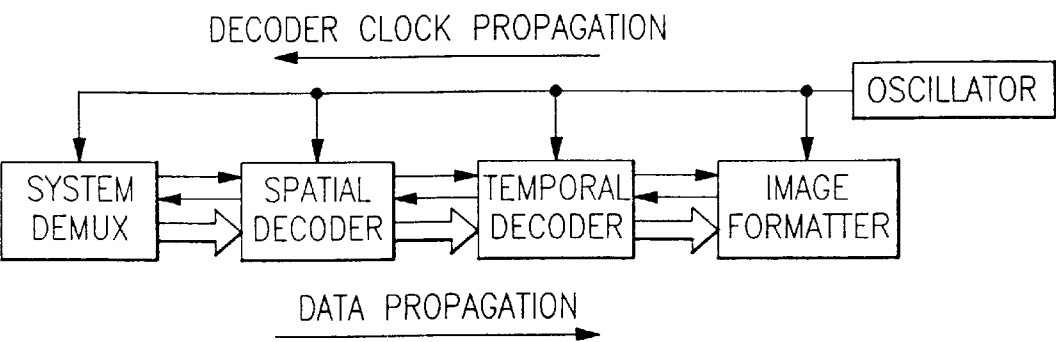 DECODER CLOCK PROPAGATION
OSCILLATOR
SYSTEM
DEMUX
SPATIAL
DECODER
TEMPORAL
DECODER
IMAGE
FORMATTER
DATA PROPAGATION